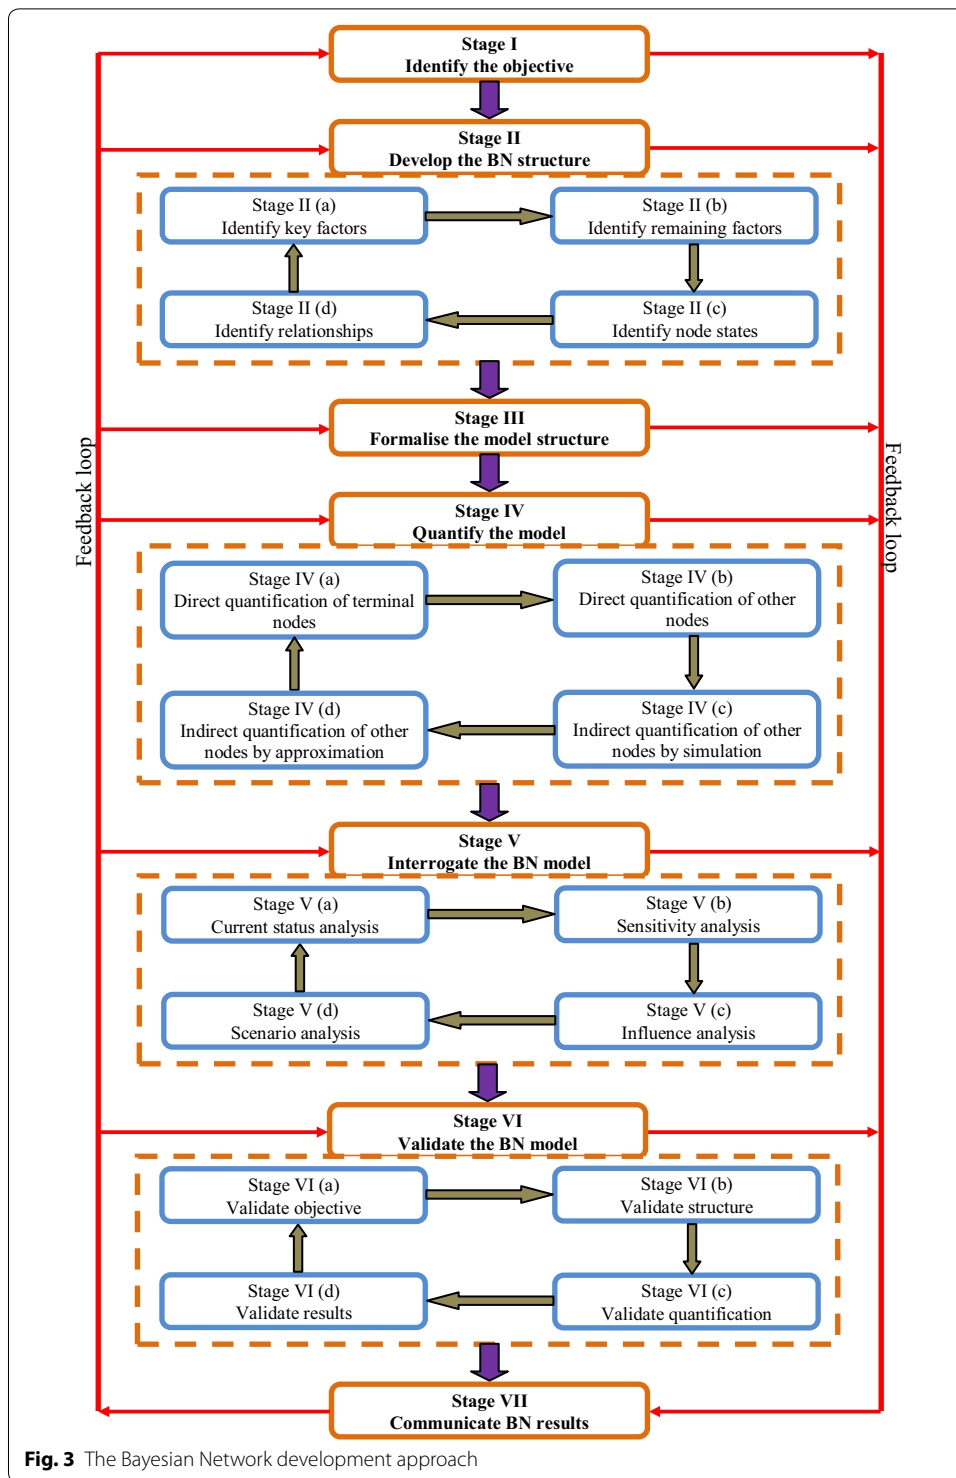 Stage I
Identify the objective
Stage II
Develop the BN structure
Stage II (a)
Identify key factors
Stage II (b)
Identify remaining factors
Stage II (d)
Identify relationships
Stage II (c)
Identify node states
Stage III
Formalise the model structure
Feedback loop
Feedback loop
Stage IV
Quantify the model
Stage IV (a)
Direct quantification of terminal
nodes
Stage IV (b)
Direct quantification of other
nodes
Stage IV (d)
Indirect quantification of other
nodes by approximation
Stage IV (c)
Indirect quantification of other
nodes by simulation
Stage V
Interrogate the BN model
Stage V (a)
Current status analysis
Stage V (b)
Sensitivity analysis
Stage V (d)
Scenario analysis
Stage V (c)
Influence analysis
Stage VI
Validate the BN model
Stage VI (a)
Validate objective
Stage VI (b)
Validate structure
Stage VI (d)
Validate results
Stage VI (c)
Validate quantification
Stage VII
Communicate BN results
Fig. 3 The Bayesian Network development approach